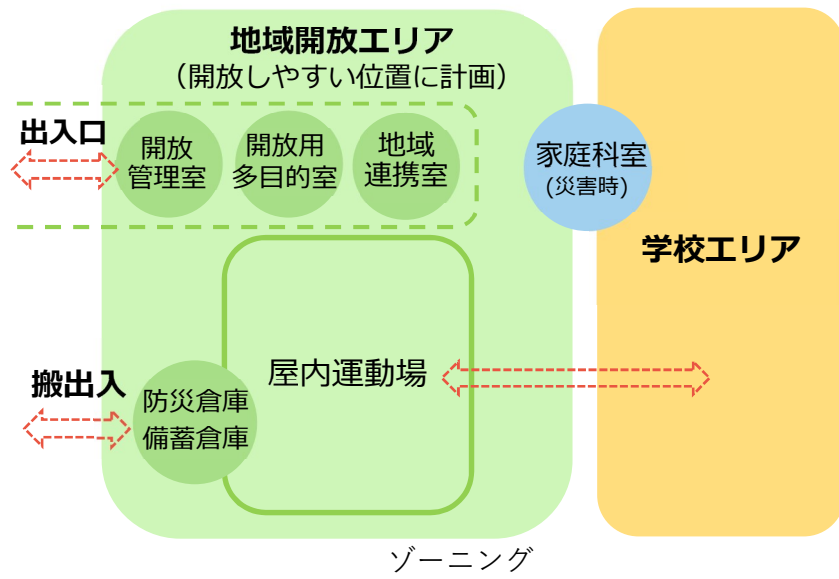 地域開放エリア
（開放しやすい位置に計画）
出入口
開放
管理室
開放用
多目的室
地域
連携室
家庭科室
(災害時)
学校エリア
屋内運動場
搬出入
防災倉庫
備蓄倉庫
ゾーニング